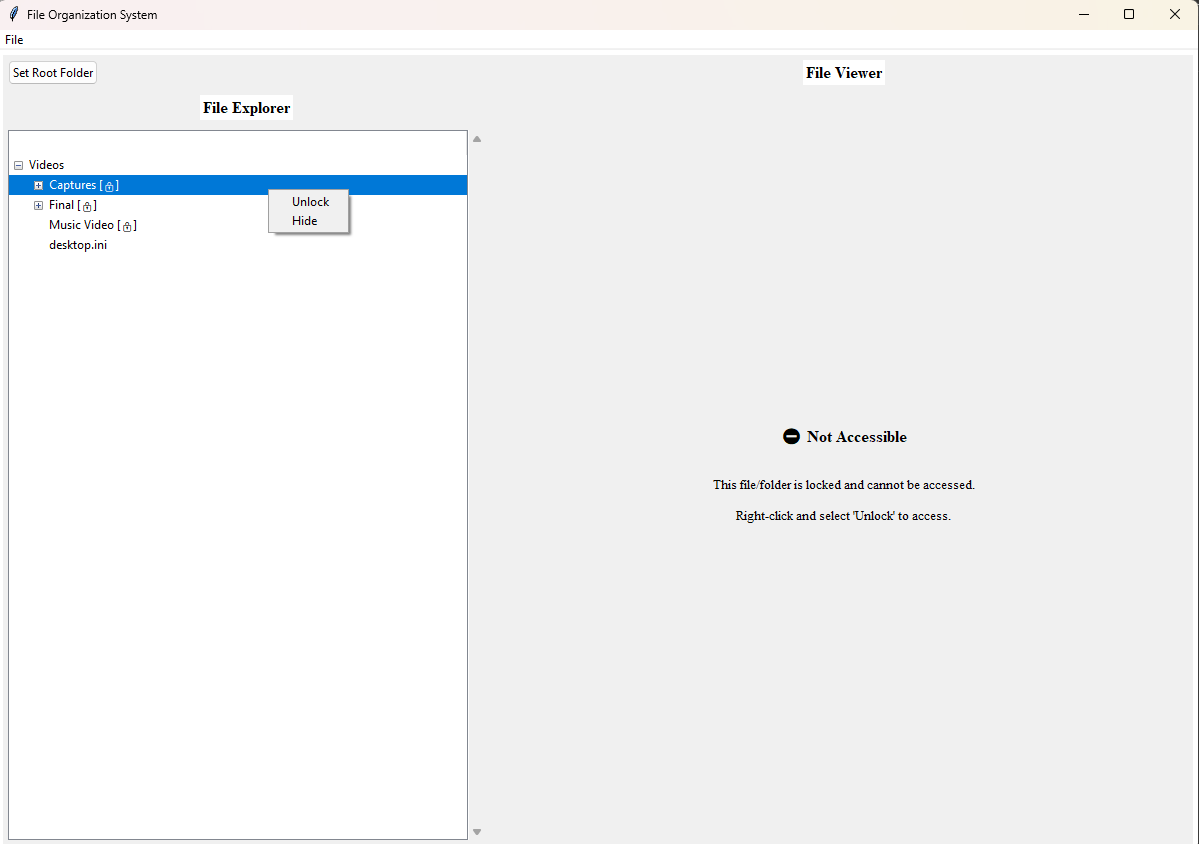 File Organization System
File
Set Root Folder
File Viewer
File Explorer
Videos
Captures [🔒]
Final [🔒]
Music Video [🔒]
desktop.ini
Unlock
Hide
Not Accessible
This file/folder is locked and cannot be accessed.
Right-click and select 'Unlock' to access.